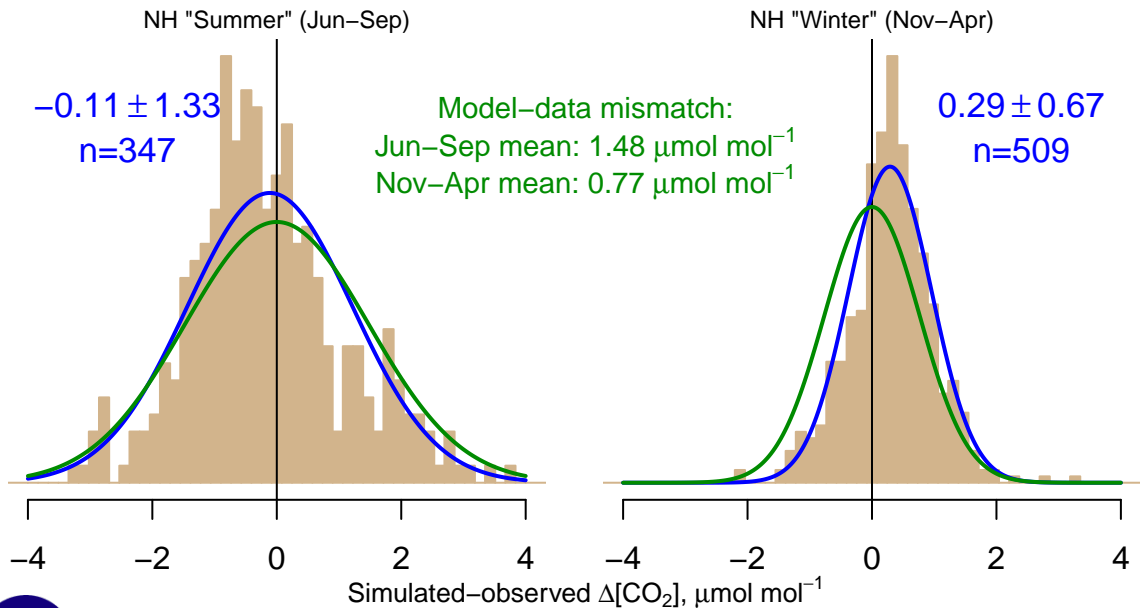 NH "Summer" (Jun−Sep)
NH "Winter" (Nov−Apr)
−0.11 ± 1.33
n=347
Model−data mismatch:
Jun−Sep mean: 1.48 μmol mol⁻¹
Nov−Apr mean: 0.77 μmol mol⁻¹
0.29 ± 0.67
n=509
−4 −2 0 2 4
−4 −2 0 2 4
Simulated−observed Δ[CO₂], μmol mol⁻¹